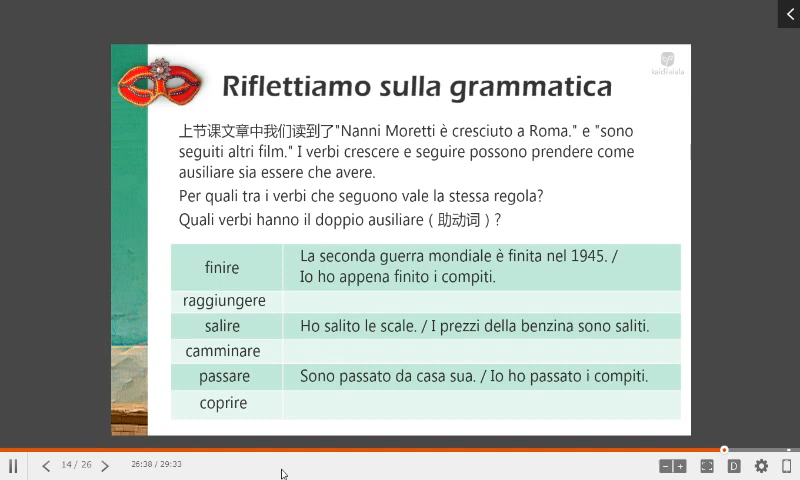 Riflettiamo sulla grammatica
上节课文章中我们读到了"Nanni Moretti è cresciuto a Roma." e "sono
seguiti altri film." I verbi crescere e seguire possono prendere come
ausiliare sia essere che avere.
Per quali tra i verbi che seguono vale la stessa regola?
Quali verbi hanno il doppio ausiliare ( 助动词 ) ?
finire
La seconda guerra mondiale è finita nel 1945. /
Io ho appena finito i compiti.
raggiungere
salire
Ho salito le scale. / I prezzi della benzina sono saliti.
camminare
passare
Sono passato da casa sua. / Io ho passato i compiti.
coprire
14 / 26
26:38 / 29:33
D